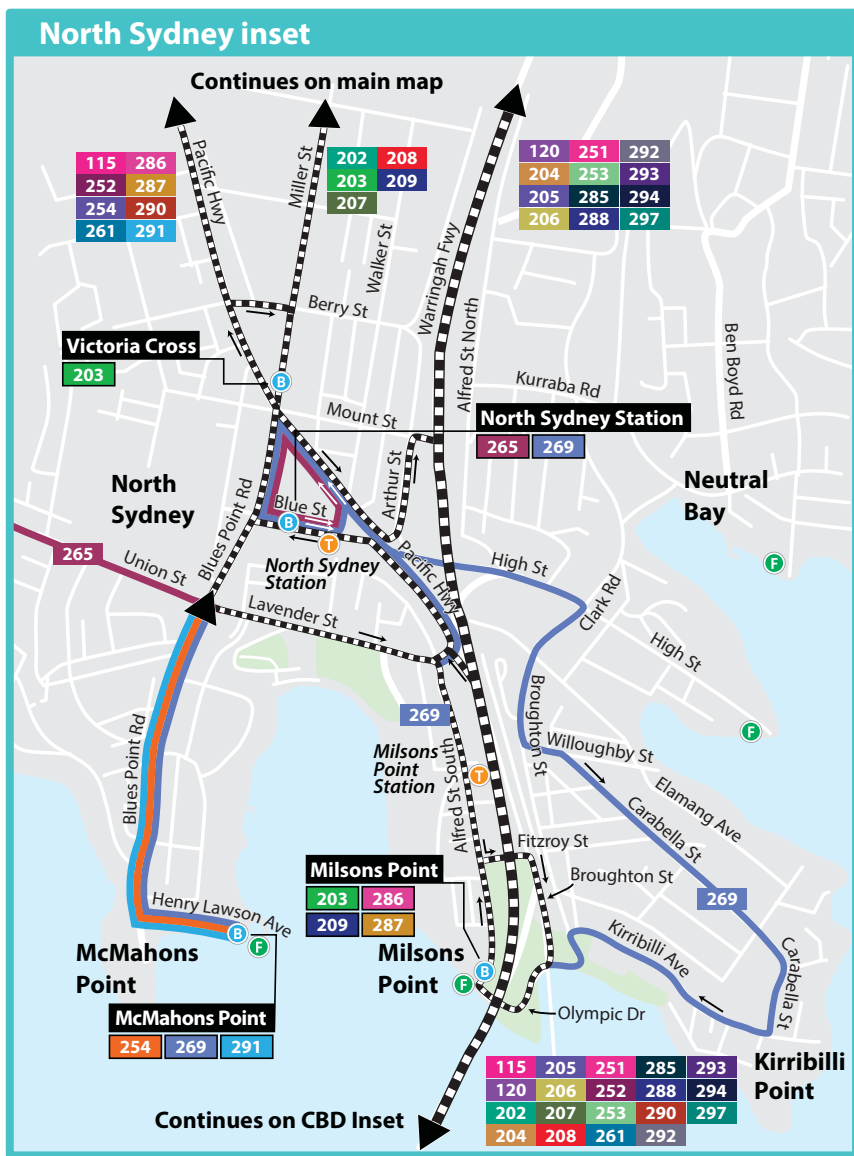 North Sydney inset
Continues on main map
115 286
252 287
254 290
261 291
Pacific Hwy
Miller St
202 208
203 209
207
120 251 292
204 253 293
205 285 294
206 288 297
Walker St
Warringah Fwy
Alfred St North
Berry St
Ben Boyd Rd
Victoria Cross
203
B
Kurraba Rd
Mount St
North Sydney Station
265 269
Arthur St
North
Sydney
Neutral
Bay
Blues Point Rd
Blue St
B
T
F
265
Union St
North Sydney
Station
Pacific Hwy
High St
Clark Rd
Lavender St
High St
269
Broughton St
F
Willoughby St
Milsons
Point
Station
T
Alfred St South
Elamang Ave
Carabella St
Blues Point Rd
Fitzroy St
Broughton St
Milsons Point
203 286
209 287
269
Henry Lawson Ave
B
F
Kirribilli Ave
Carabella St
McMahons
Point
Milsons
Point
B
F
Olympic Dr
McMahons Point
254 269 291
Kirribilli
Point
115 205 251 285 293
120 206 252 288 294
202 207 253 290 297
204 208 261 292
Continues on CBD Inset